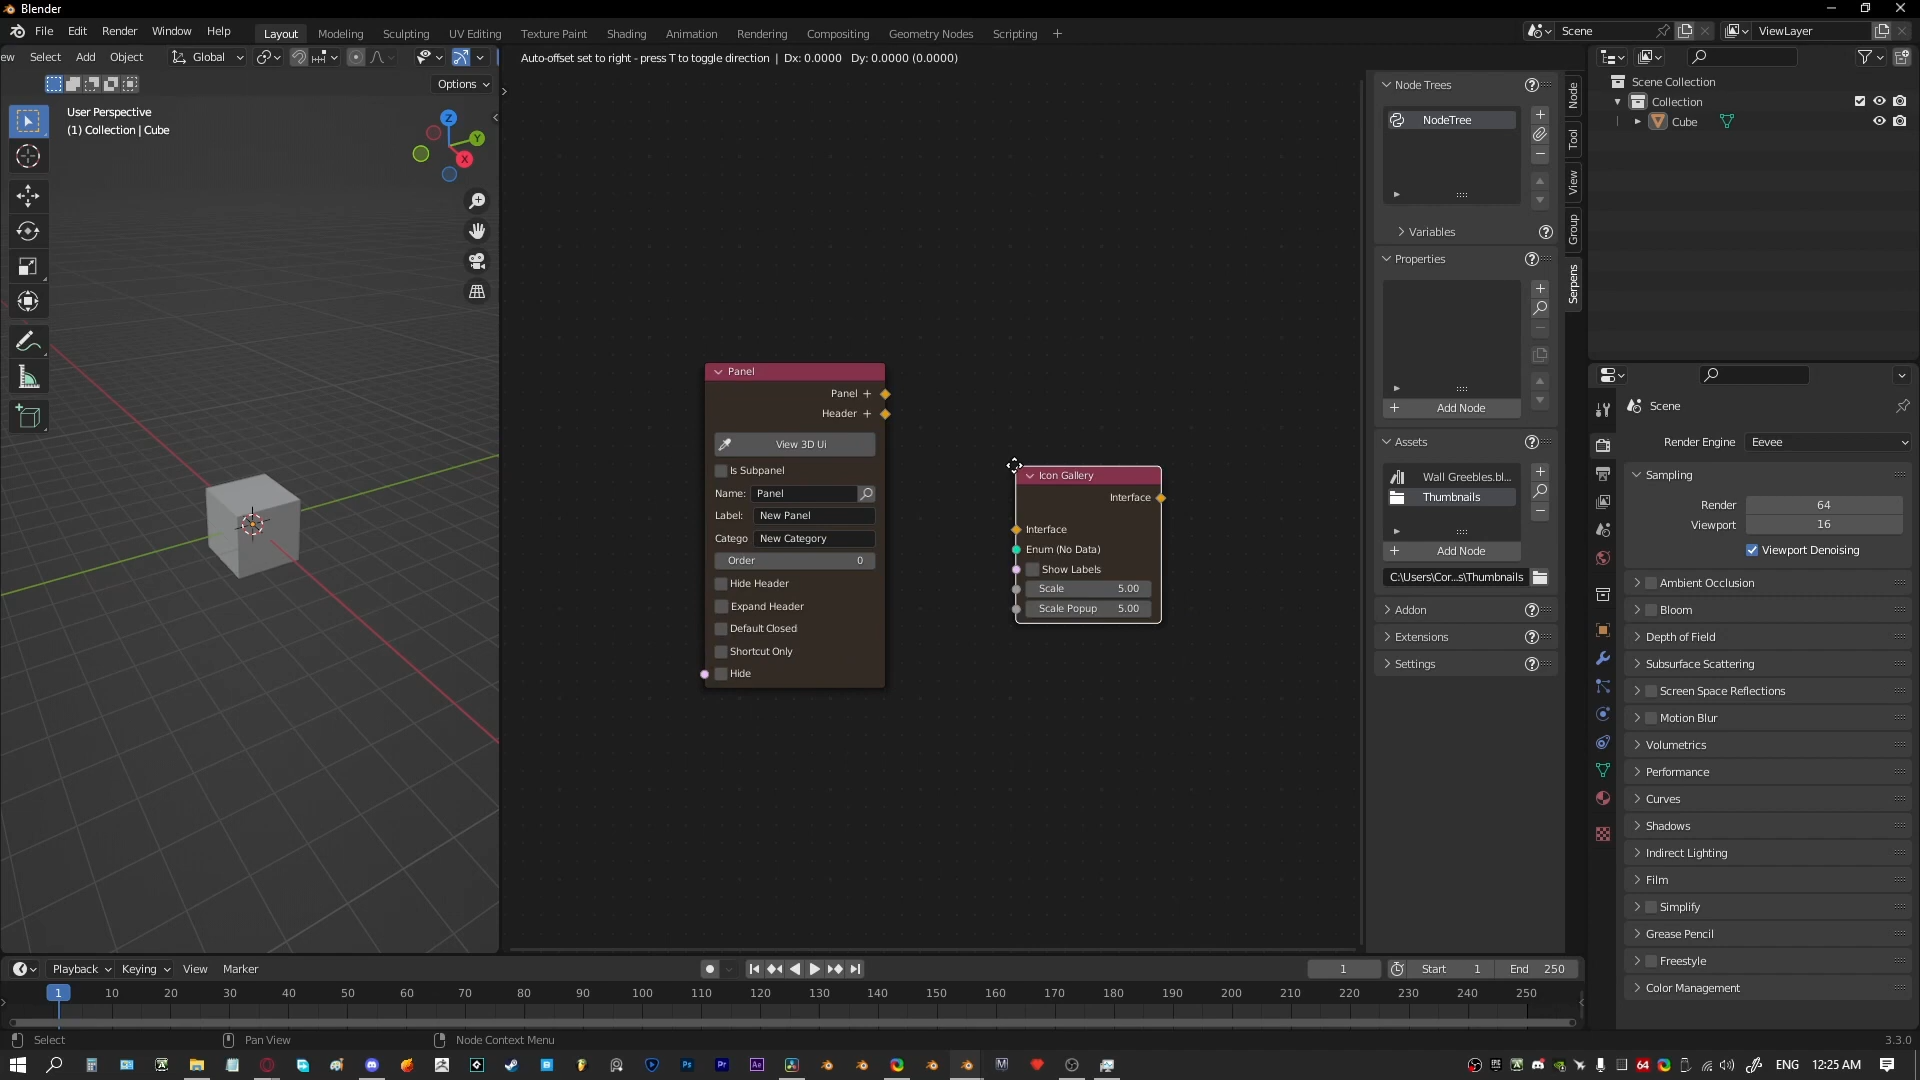 Blender
File Edit Render Window Help
Layout Modeling Sculpting UV Editing Texture Paint Shading Animation Rendering Compositing Geometry Nodes Scripting
Scene
ViewLayer
ew Select Add Object
Global
Auto-offset set to right - press T to toggle direction | Dx: 0.0000 Dy: 0.0000 (0.0000)
Options
User Perspective
(1) Collection | Cube
Z
Y
X
Panel
Panel
Header
View 3D Ui
Is Subpanel
Name: Panel
Label: New Panel
Catego New Category
Order 0
Hide Header
Expand Header
Default Closed
Shortcut Only
Hide
Icon Gallery
Interface
Interface
Enum (No Data)
Show Labels
Scale 5.00
Scale Popup 5.00
Node Trees
NodeTree
Variables
Properties
Add Node
Assets
Wall Greebles.bl...
Thumbnails
Add Node
C:\Users\Cor...s\Thumbnails
Addon
Extensions
Settings
Node
Tool
View
Group
Serpens
Scene Collection
Collection
Cube
Scene
Render Engine Eevee
Sampling
Render 64
Viewport 16
Viewport Denoising
Ambient Occlusion
Bloom
Depth of Field
Subsurface Scattering
Screen Space Reflections
Motion Blur
Volumetrics
Performance
Curves
Shadows
Indirect Lighting
Film
Simplify
Grease Pencil
Freestyle
Color Management
Playback Keying View Marker
1 Start 1 End 250
1 10 20 30 40 50 60 70 80 90 100 110 120 130 140 150 160 170 180 190 200 210 220 230 240 250
Select Pan View Node Context Menu
3.3.0
Ps Pr Ae M
64 ENG 12:25 AM